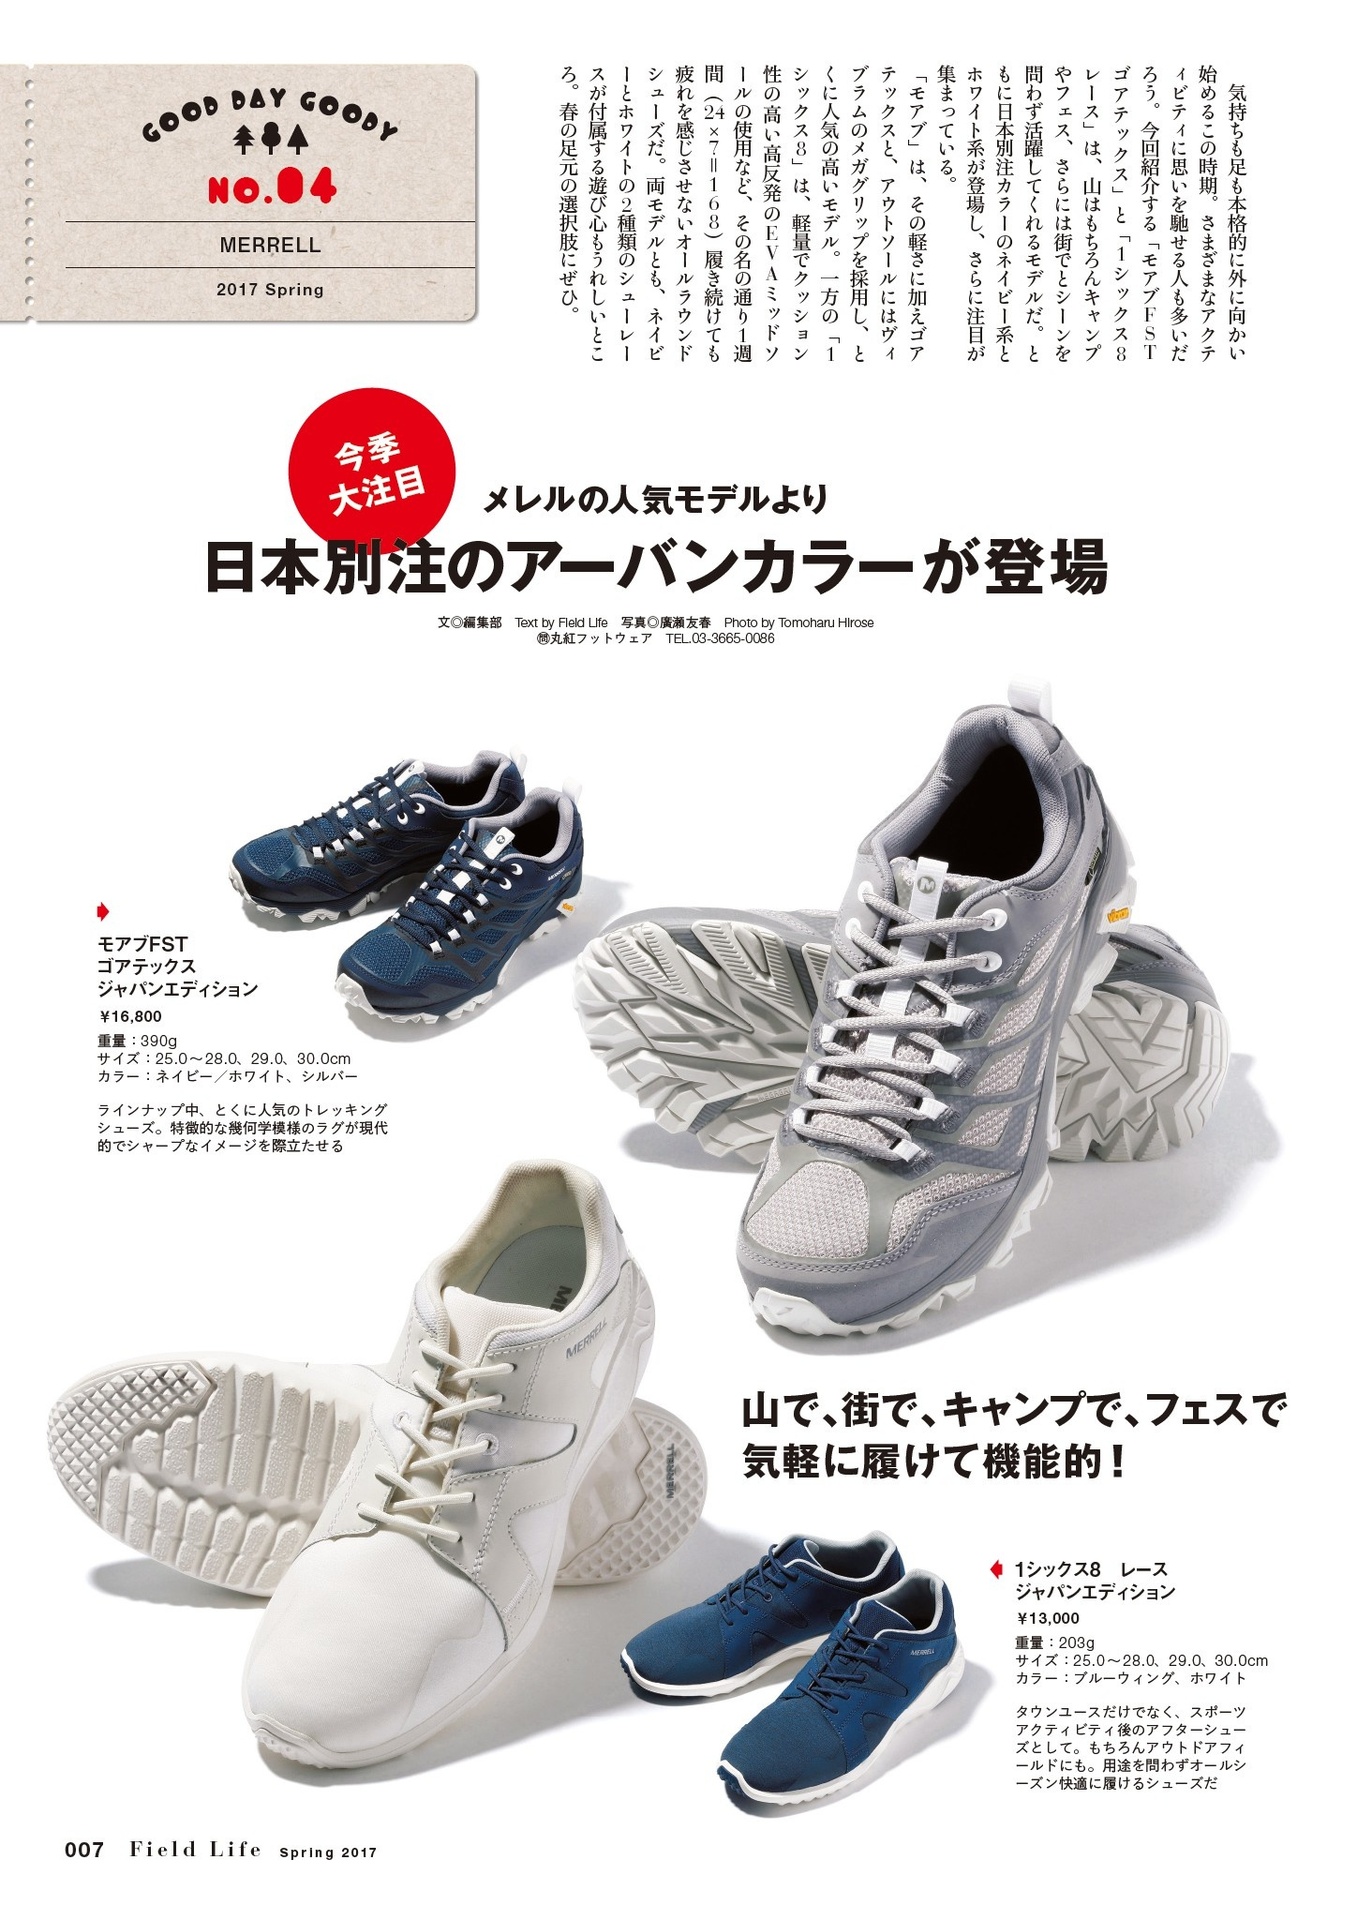 GOOD DAY GOODY
NO.04
MERRELL
2017 Spring
気持ちも足も本格的に外に向かい
始めるこの時期。さまざまなアクテ
ィビティに思いを馳せる人も多いだ
ろう。今回紹介する「モアブFST
ゴアテックス」と「1シックス8
レース」は、山はもちろんキャンプ
やフェス、さらには街でとシーンを
問わず活躍してくれるモデルだ。と
もに日本別注カラーのネイビー系と
ホワイト系が登場し、さらに注目が
集まっている。
「モアブ」は、その軽さに加えゴア
テックスと、アウトソールにはヴィ
ブラムのメガグリップを採用し、と
くに人気の高いモデル。一方の「1
シックス8」は、軽量でクッション
性の高い高反発のEVAミッドソ
ールの使用など、その名の通り1週
間(24×7=168)履き続けても
疲れを感じさせないオールラウンド
シューズだ。両モデルとも、ネイビ
ーとホワイトの2種類のシューレー
スが付属する遊び心もうれしいとこ
ろ。春の足元の選択肢にぜひ。
今季
大注目
メレルの人気モデルより
日本別注のアーバンカラーが登場
文◎編集部 Text by Field Life 写真◎廣瀬友春 Photo by Tomoharu Hirose
㉄丸紅フットウェア TEL.03-3665-0086
モアブFST
ゴアテックス
ジャパンエディション
¥16,800
重量：390g
サイズ：25.0〜28.0、29.0、30.0cm
カラー：ネイビー／ホワイト、シルバー
ラインナップ中、とくに人気のトレッキング
シューズ。特徴的な幾何学模様のラグが現代
的でシャープなイメージを際立たせる
MERRELL
MERRELL
山で、街で、キャンプで、フェスで
気軽に履けて機能的！
MERRELL
1シックス8 レース
ジャパンエディション
¥13,000
重量：203g
サイズ：25.0〜28.0、29.0、30.0cm
カラー：ブルーウィング、ホワイト
タウンユースだけでなく、スポーツ
アクティビティ後のアフターシュー
ズとして。もちろんアウトドアフィ
ールドにも。用途を問わずオールシ
ーズン快適に履けるシューズだ
007 Field Life Spring 2017